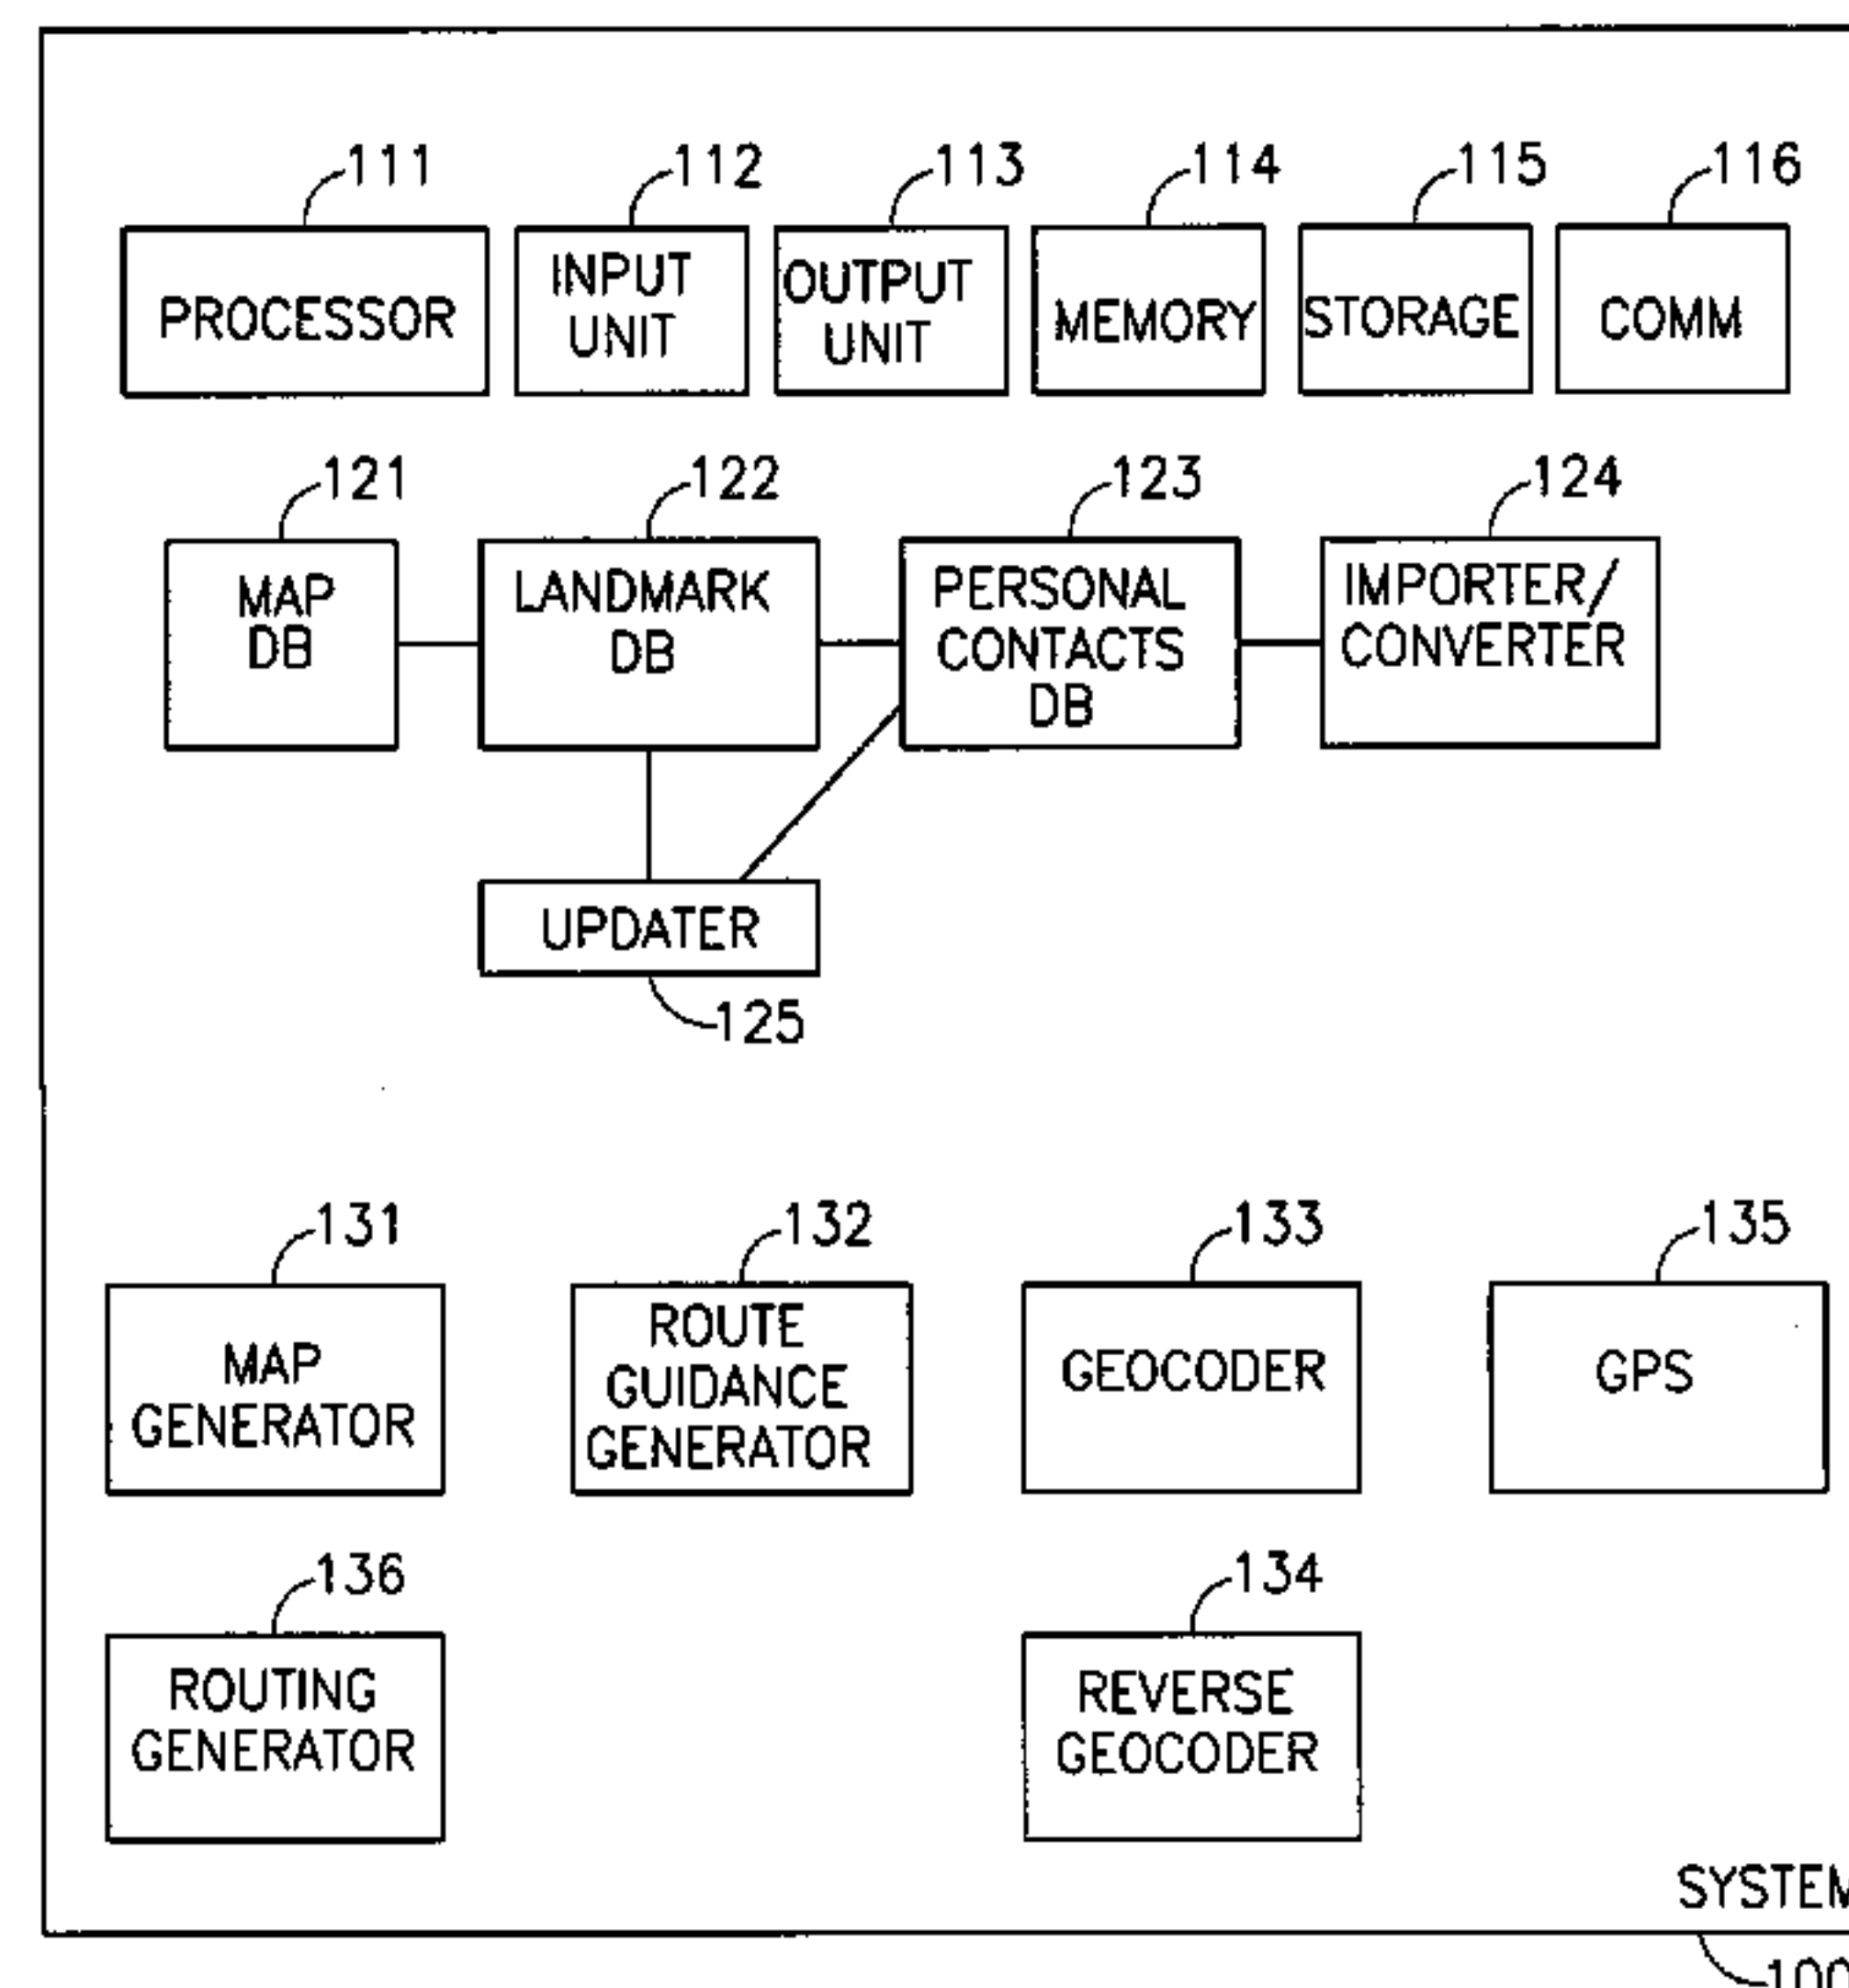 111 112 113 114 115 116
PROCESSOR
INPUT
UNIT
OUTPUT
UNIT
MEMORY
STORAGE
COMM
121 122 123 124
MAP
DB
LANDMARK
DB
PERSONAL
CONTACTS
DB
IMPORTER/
CONVERTER
UPDATER
125
131 132 133 135
MAP
GENERATOR
ROUTE
GUIDANCE
GENERATOR
GEOCODER
GPS
136 134
ROUTING
GENERATOR
REVERSE
GEOCODER
SYSTEM
100